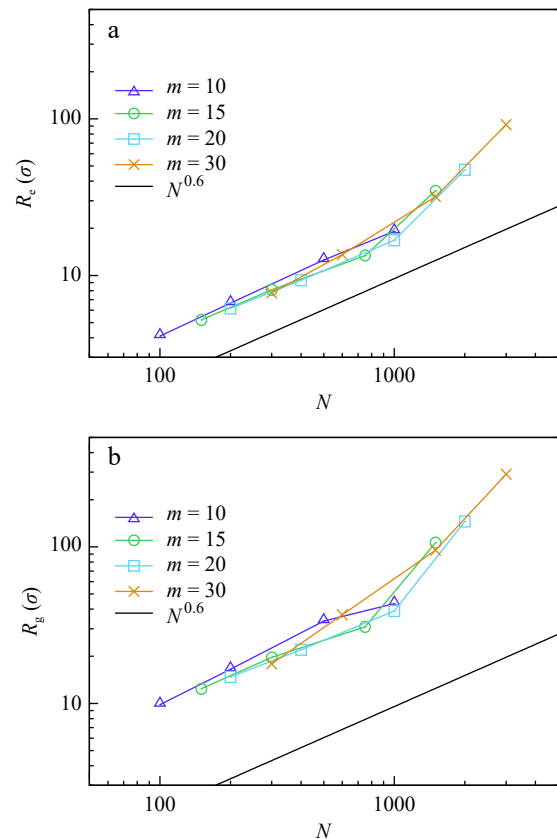 a
100
10
R_e (σ)
m = 10
m = 15
m = 20
m = 30
N^0.6
100
1000
N
b
100
10
R_g (σ)
m = 10
m = 15
m = 20
m = 30
N^0.6
100
1000
N